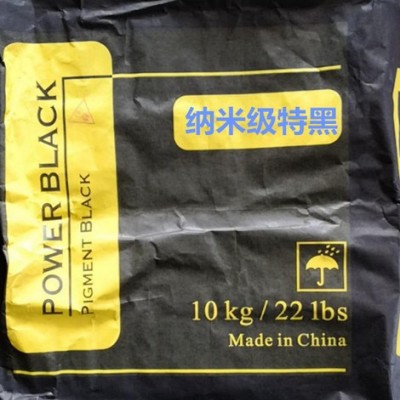 POWER BLACK
PIGMENT BLACK
纳米级特黑
10 kg / 22 lbs
Made in China